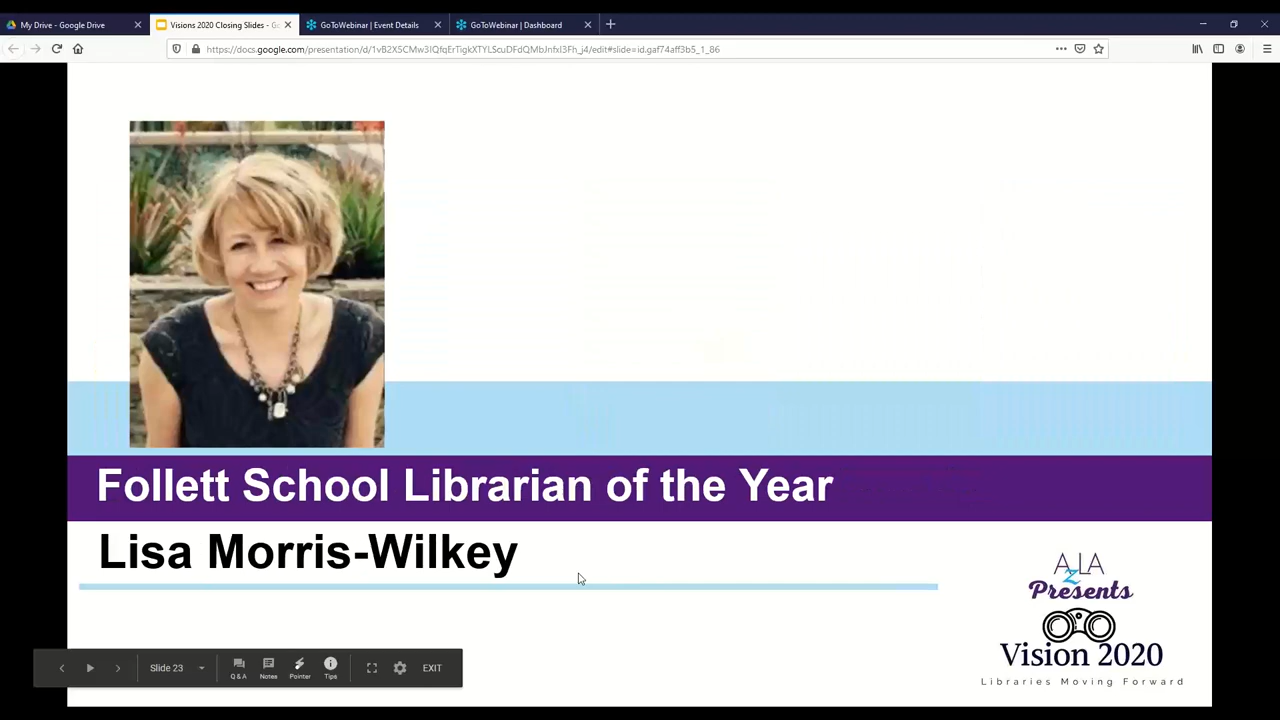 My Drive - Google Drive
Visions 2020 Closing Slides - Go
GoToWebinar | Event Details
GoToWebinar | Dashboard
https://docs.google.com/presentation/d/1vB2X5CMw3IQfqErTigkXTYLScuDFdQMbJnfxI3Fh_j4/edit#slide=id.gaf74aff3b5_1_86
Follett School Librarian of the Year
Lisa Morris-Wilkey
AZLA
Presents
Vision 2020
Libraries Moving Forward
Slide 23
Q & A
Notes
Pointer
Tips
EXIT